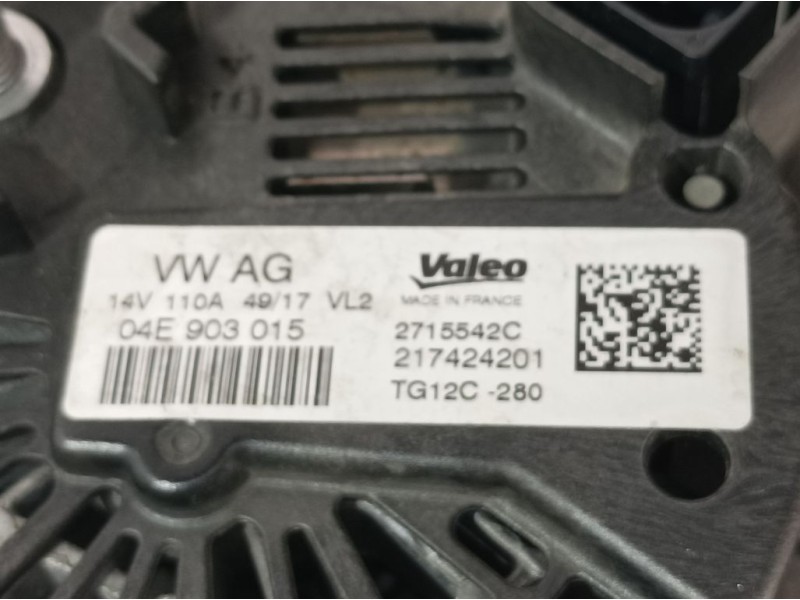 VW AG
14V 110A 49/17 VL2
04E 903 015
Valeo
MADE IN FRANCE
2715542C
217424201
TG12C -280